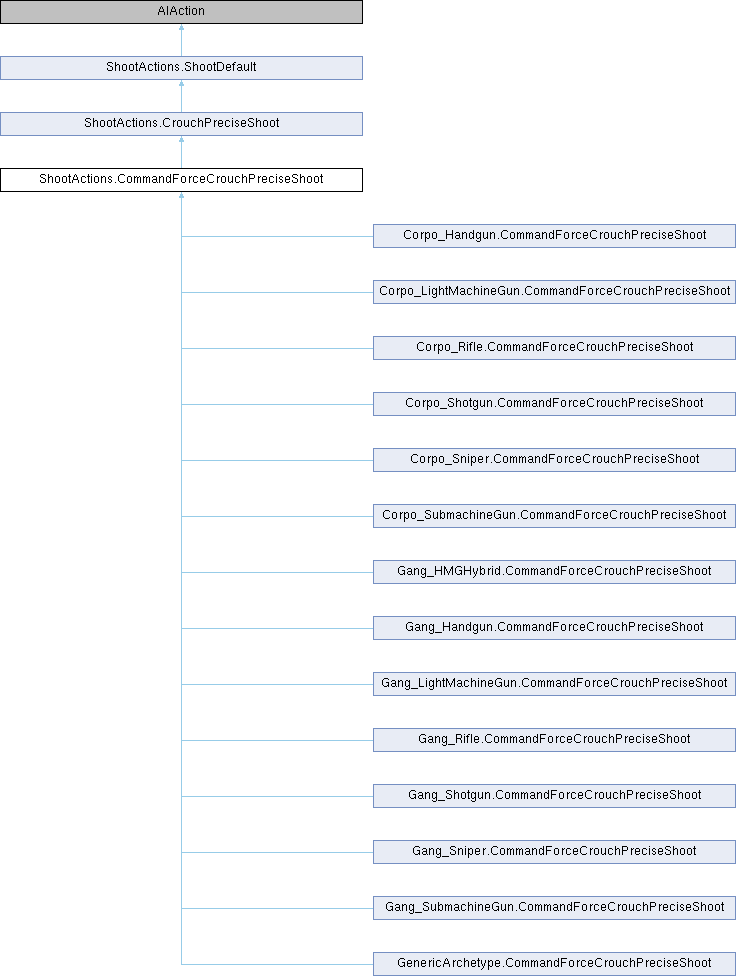 AIAction
ShootActions.ShootDefault
ShootActions.CrouchPreciseShoot
ShootActions.CommandForceCrouchPreciseShoot
Corpo_Handgun.CommandForceCrouchPreciseShoot
Corpo_LightMachineGun.CommandForceCrouchPreciseShoot
Corpo_Rifle.CommandForceCrouchPreciseShoot
Corpo_Shotgun.CommandForceCrouchPreciseShoot
Corpo_Sniper.CommandForceCrouchPreciseShoot
Corpo_SubmachineGun.CommandForceCrouchPreciseShoot
Gang_HMGHybrid.CommandForceCrouchPreciseShoot
Gang_Handgun.CommandForceCrouchPreciseShoot
Gang_LightMachineGun.CommandForceCrouchPreciseShoot
Gang_Rifle.CommandForceCrouchPreciseShoot
Gang_Shotgun.CommandForceCrouchPreciseShoot
Gang_Sniper.CommandForceCrouchPreciseShoot
Gang_SubmachineGun.CommandForceCrouchPreciseShoot
GenericArchetype.CommandForceCrouchPreciseShoot